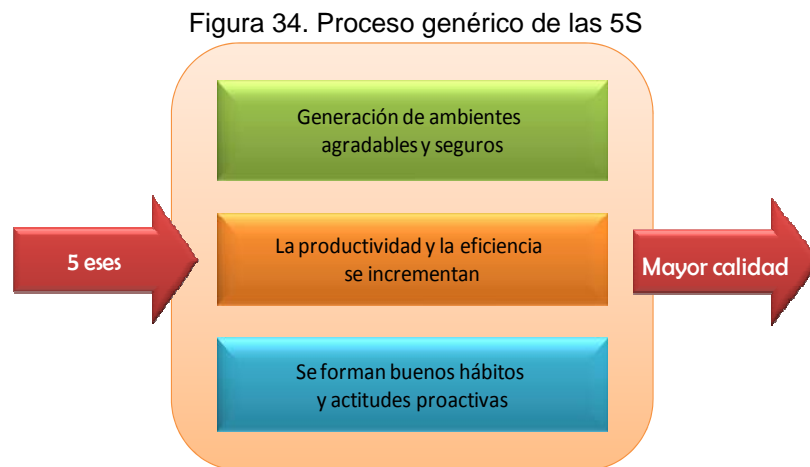 Figura 34. Proceso genérico de las 5S
Generación de ambientes
agradables y seguros
5 eses
La productividad y la eficiencia
se incrementan
Mayor calidad
Se forman buenos hábitos
y actitudes proactivas